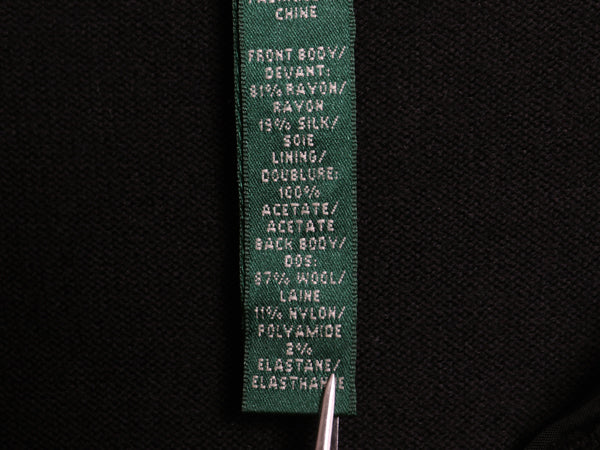 CHINE
FRONT BODY/
DEVANT:
81% RAYON/
RAYON
19% SILK/
SOIE
LINING/
DOUBLURE:
100%
ACETATE/
ACETATE
BACK BODY/
DOS:
87% WOOL/
LAINE
11% NYLON/
POLYAMIDE
2%
ELASTANE/
ELASTHANNE